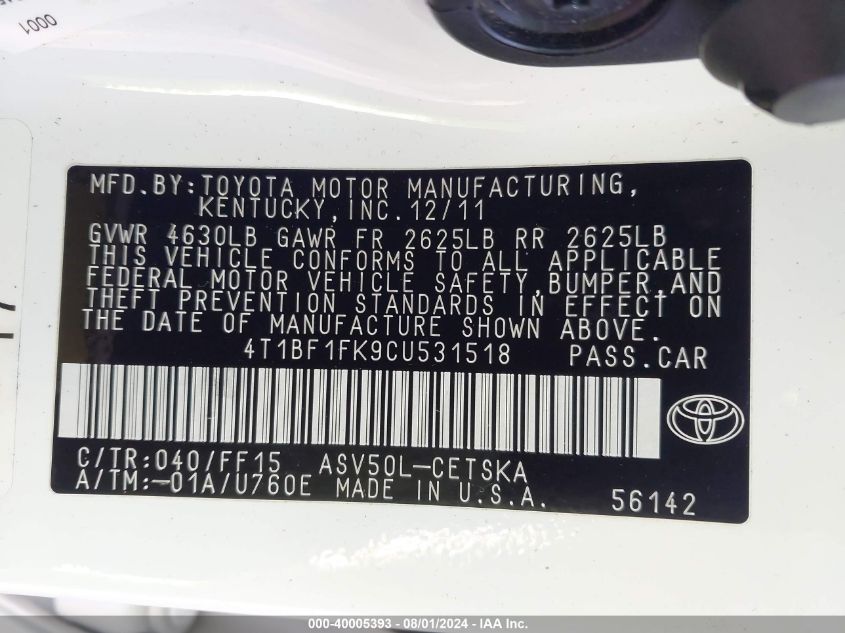 0001
MFD.BY:TOYOTA MOTOR MANUFACTURING,
KENTUCKY,INC.12/11
GVWR 4630LB GAWR FR 2625LB RR 2625LB
THIS VEHICLE CONFORMS TO ALL APPLICABLE
FEDERAL MOTOR VEHICLE SAFETY,BUMPER,AND
THEFT PREVENTION STANDARDS IN EFFECT ON
THE DATE OF MANUFACTURE SHOWN ABOVE.
4T1BF1FK9CU531518 PASS.CAR
C/TR:040/FF15 ASV50L-CETSKA
A/TM:-01A/U760E MADE IN U.S.A. 56142
000-40005393 - 08/01/2024 - IAA Inc.